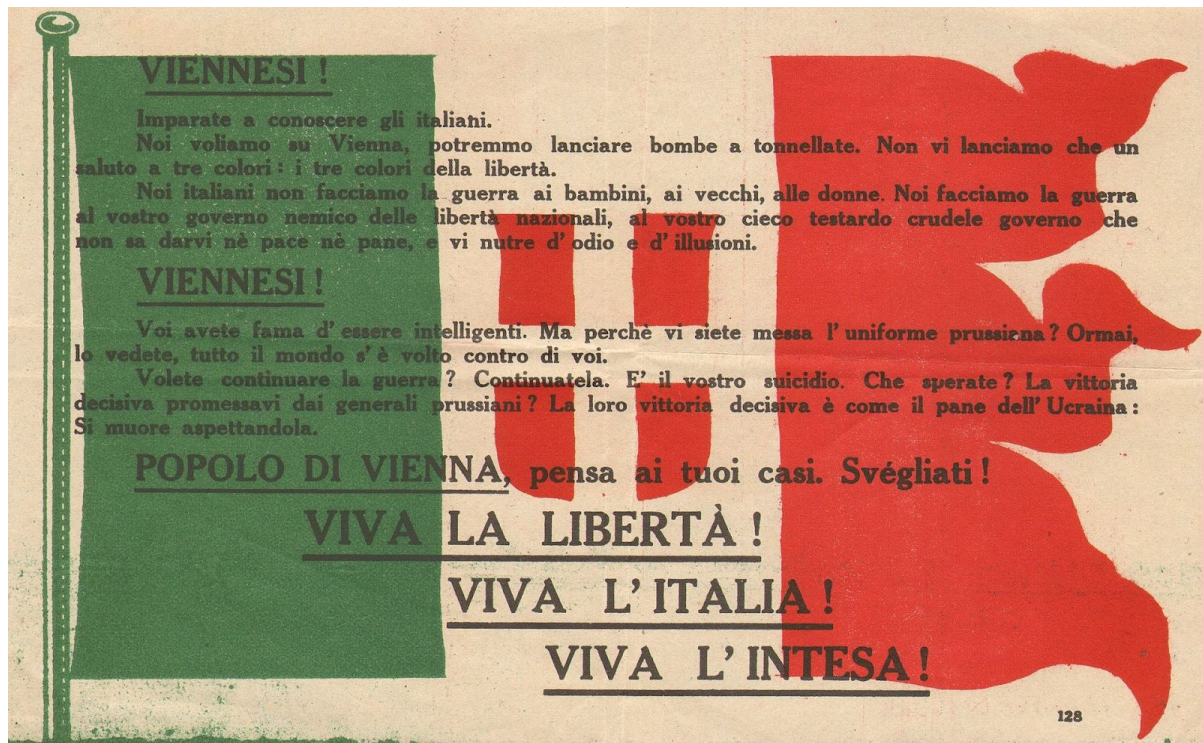 VIENNESI !
Imparate a conoscere gli italiani.
Noi voliamo su Vienna, potremmo lanciare bombe a tonnellate. Non vi lanciamo che un
saluto a tre colori : i tre colori della libertà.
Noi italiani non facciamo la guerra ai bambini, ai vecchi, alle donne. Noi facciamo la guerra
al vostro governo nemico delle libertà nazionali, al vostro cieco testardo crudele governo che
non sa darvi nè pace nè pane, e vi nutre d' odio e d' illusioni.
VIENNESI !
Voi avete fama d' essere intelligenti. Ma perchè vi siete messa l' uniforme prussiana ? Ormai,
lo vedete, tutto il mondo s' è volto contro di voi.
Volete continuare la guerra ? Continuatela. E' il vostro suicidio. Che sperate ? La vittoria
decisiva promessavi dai generali prussiani ? La loro vittoria decisiva è come il pane dell' Ucraina :
Si muore aspettandola.
POPOLO DI VIENNA, pensa ai tuoi casi. Svégliati !
VIVA LA LIBERTÀ !
VIVA L' ITALIA !
VIVA L' INTESA !
128